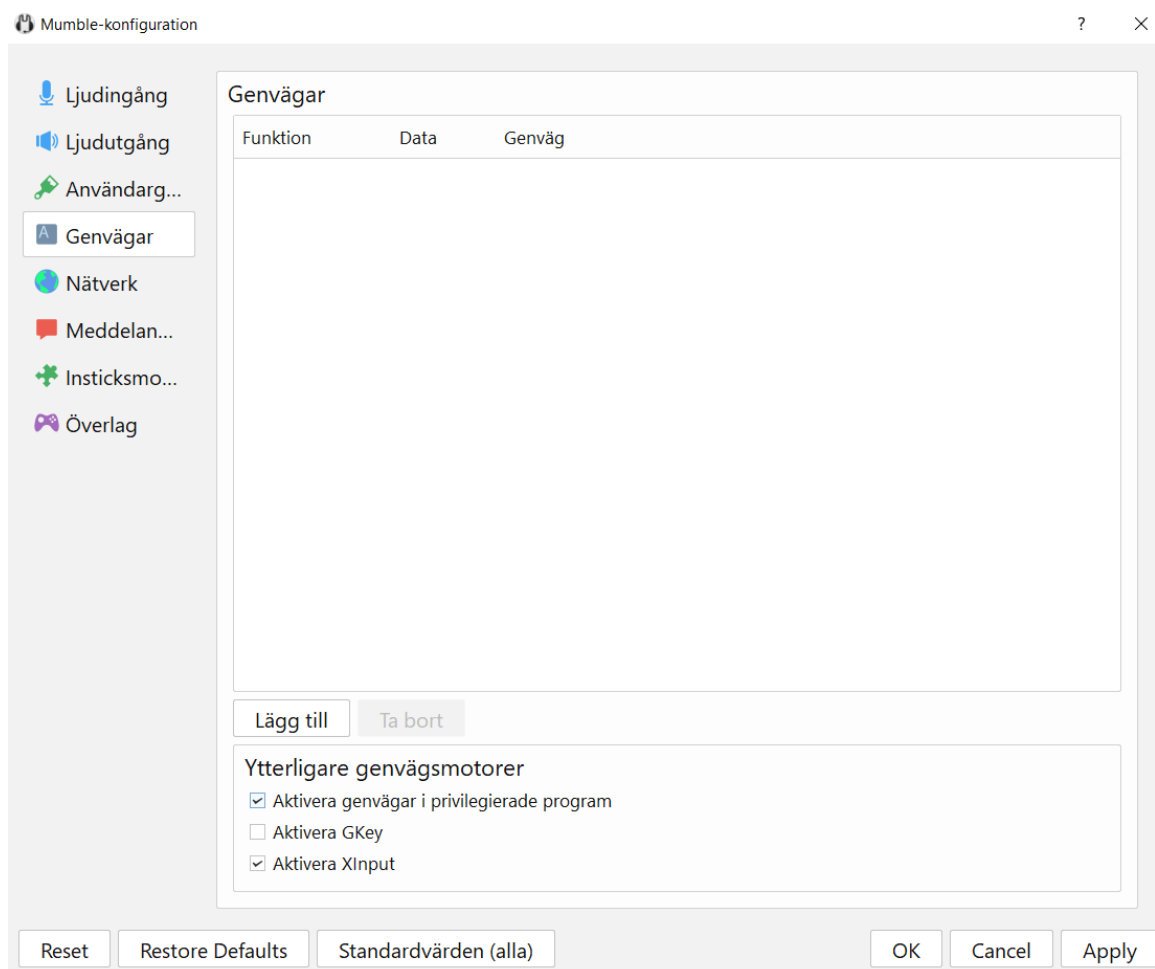 Mumble-konfiguration
?
Ljudingång
Ljudutgång
Användarg...
Genvägar
Nätverk
Meddelan...
Insticksmo...
Överlag
Genvägar
Funktion Data Genväg
Lägg till Ta bort
Ytterligare genvägsmotorer
Aktivera genvägar i privilegierade program
Aktivera GKey
Aktivera XInput
Reset Restore Defaults Standardvärden (alla) OK Cancel Apply